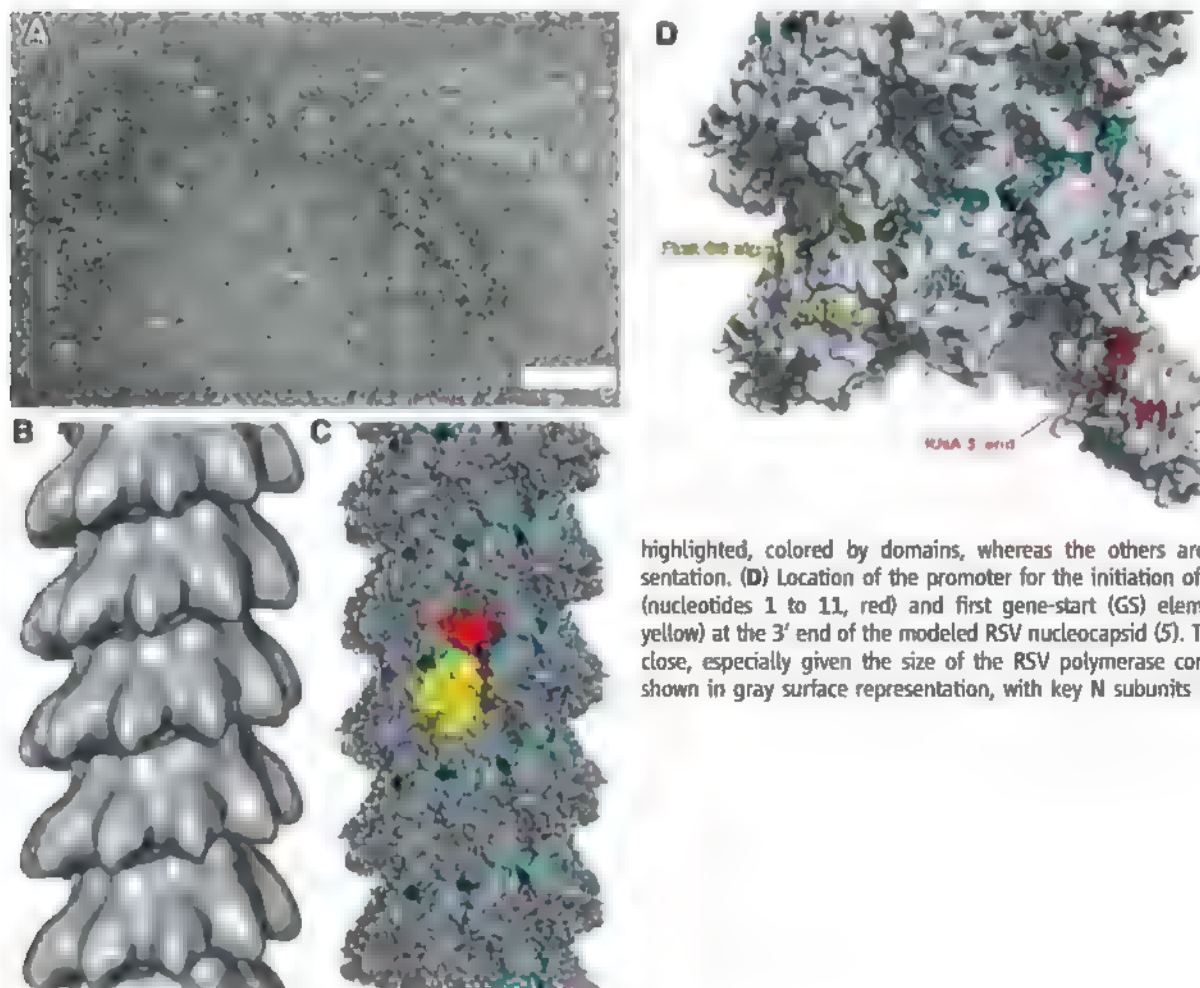 A
D
B
C
highlighted, colored by domains, whereas the others are
sentation. (D) Location of the promoter for the initiation of
(nucleotides 1 to 11, red) and first gene-start (GS) elem
yellow) at the 3′ end of the modeled RSV nucleocapsid (5). T
close, especially given the size of the RSV polymerase con
shown in gray surface representation, with key N subunits